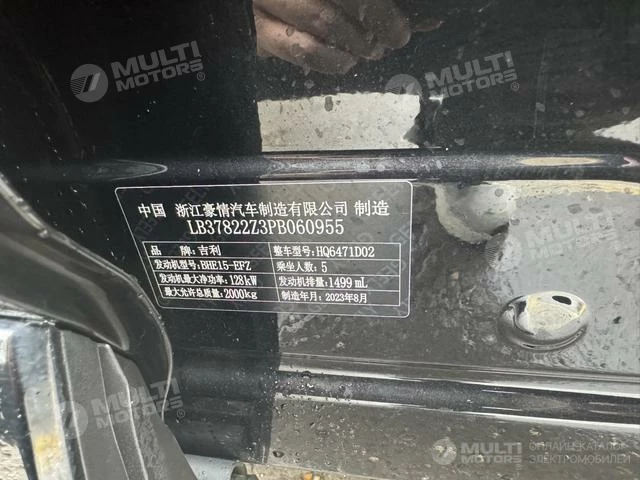 MULTI MOTORS
MULTI MOTORS
中国 浙江豪情汽车制造有限公司 制造
LB37822Z3PB060955
品 牌:吉利 整车型号:HQ6471D02
发动机型号:BHE15-EFZ 乘坐人数:5
发动机最大净功率:128kW 发动机排量:1499 mL
最大允许总质量:2000kg 制造年月:2023年8月
MULTI MOTORS
MULTI MOTORS
ОНЛАЙН-КАТАЛОГ
ЭЛЕКТРОМОБИЛЕЙ